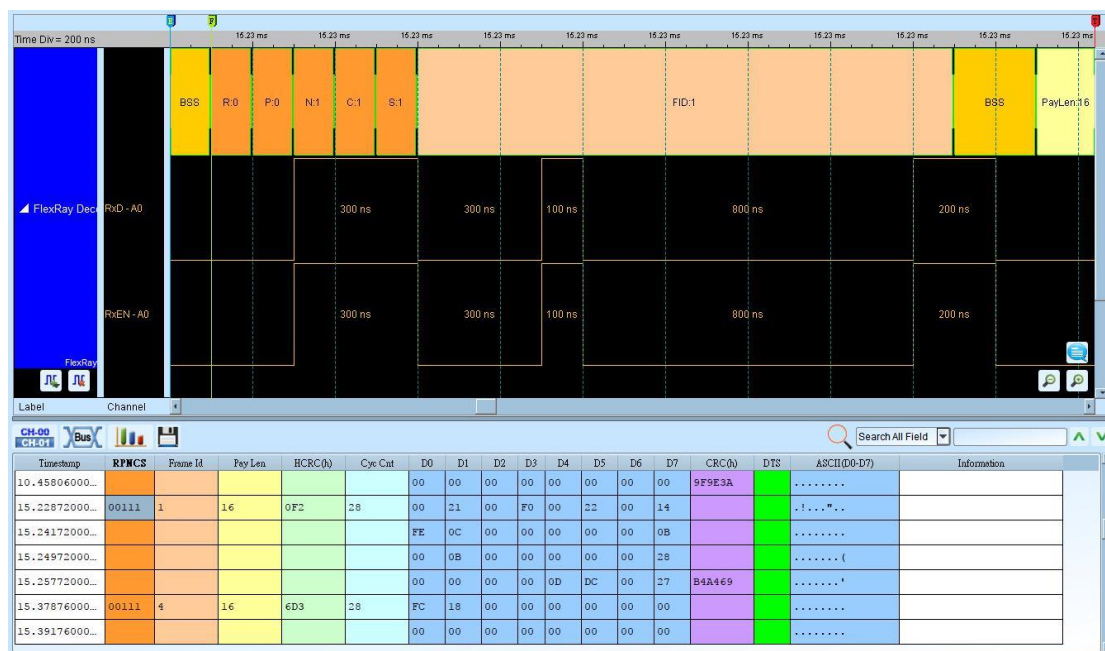 E F T
Time Div = 200 ns 15.23 ms 15.23 ms 15.23 ms 15.23 ms 15.23 ms 15.23 ms 15.23 ms 15.23 ms 15.23 ms 15.23 ms 15.23 ms
BSS R:0 P:0 N:1 C:1 S:1 FID:1 BSS PayLen:16
FlexRay Deco RxD - A0 300 ns 300 ns 100 ns 800 ns 200 ns
RxEN - A0 300 ns 300 ns 100 ns 800 ns 200 ns
FlexRay
Label Channel
CH-00
CH-01
Bus Search All Field
Timestamp RPNCS Frame Id Pay Len HCRC(h) Cyc Cnt D0 D1 D2 D3 D4 D5 D6 D7 CRC(h) DTS ASCII(D0-D7) Information
10.45806000... 00 00 00 00 00 00 00 00 9F9E3A ........
15.22872000... 00111 1 16 0F2 28 00 21 00 F0 00 22 00 14 .!...”..
15.24172000... FE 0C 00 00 00 00 00 0B ........
15.24972000... 00 0B 00 00 00 00 00 28 .......(
15.25772000... 00 00 00 00 0D DC 00 27 B4A469 .......'
15.37876000... 00111 4 16 6D3 28 FC 18 00 00 00 00 00 00 ........
15.39176000... 00 00 00 00 00 00 00 00 ........